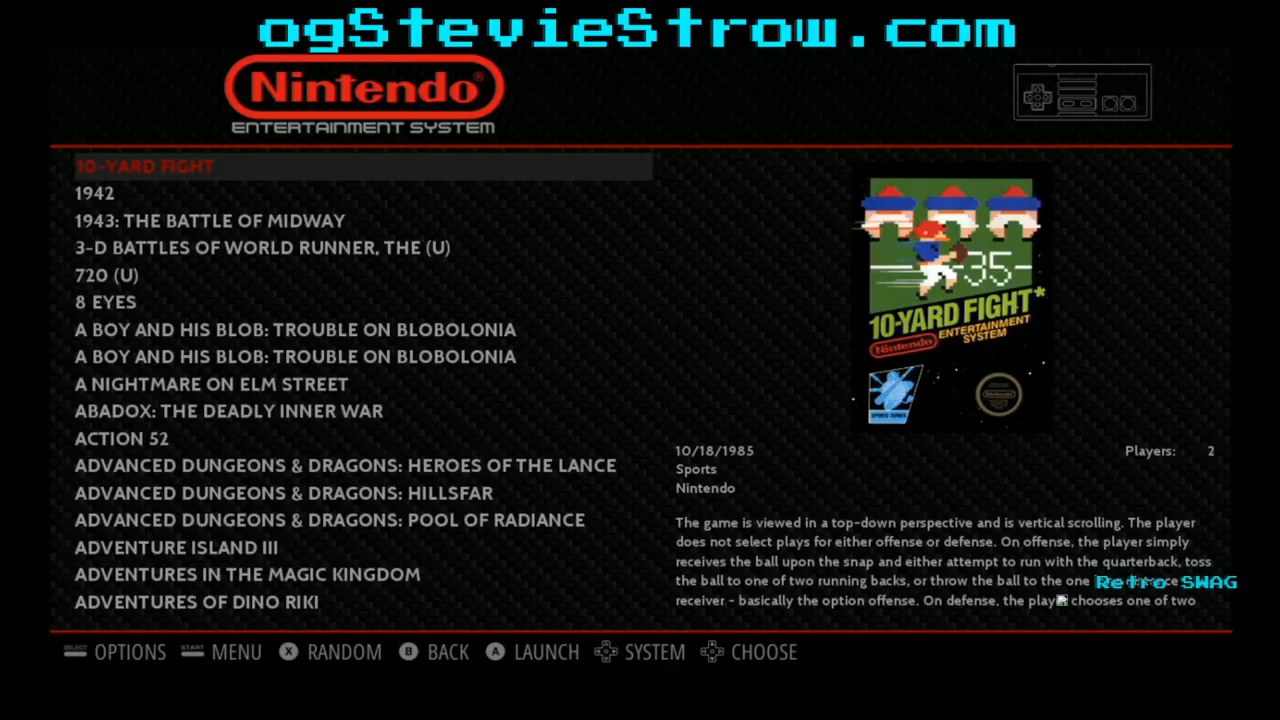 ogStevieStrow.com
Nintendo®
ENTERTAINMENT SYSTEM
10-YARD FIGHT
1942
1943: THE BATTLE OF MIDWAY
3-D BATTLES OF WORLD RUNNER, THE (U)
720 (U)
8 EYES
A BOY AND HIS BLOB: TROUBLE ON BLOBOLONIA
A BOY AND HIS BLOB: TROUBLE ON BLOBOLONIA
A NIGHTMARE ON ELM STREET
ABADOX: THE DEADLY INNER WAR
ACTION 52
ADVANCED DUNGEONS & DRAGONS: HEROES OF THE LANCE
ADVANCED DUNGEONS & DRAGONS: HILLSFAR
ADVANCED DUNGEONS & DRAGONS: POOL OF RADIANCE
ADVENTURE ISLAND III
ADVENTURES IN THE MAGIC KINGDOM
ADVENTURES OF DINO RIKI
35
10-YARD FIGHT*
Nintendo
ENTERTAINMENT
SYSTEM
SPORTS SERIES
10/18/1985
Players: 2
Sports
Nintendo
The game is viewed in a top-down perspective and is vertical scrolling. The player
does not select plays for either offense or defense. On offense, the player simply
receives the ball upon the snap and either attempt to run with the quarterback, toss
the ball to one of two running backs, or throw the ball to the one
Retro SWAG
receiver - basically the option offense. On defense, the play chooses one of two
SELECT OPTIONS START MENU X RANDOM B BACK A LAUNCH SYSTEM CHOOSE